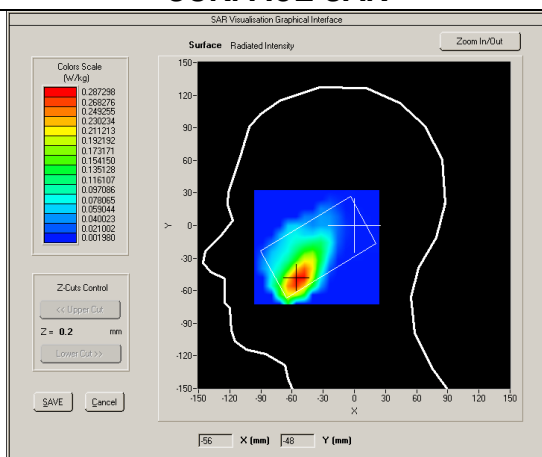 SAR Visualisation Graphical Interface
Surface Radiated Intensity
Zoom In/Out
Colors Scale
(W/kg)
0.287298
0.268276
0.249255
0.230234
0.211213
0.192192
0.173171
0.154150
0.135128
0.116107
0.097086
0.078065
0.059044
0.040023
0.021002
0.001980
Z-Cuts Control
<< Upper Cut
Z = 0.2 mm
Lower Cut >>
SAVE Cancel
150
120
90
60
30
0
-30
-60
-90
-120
-150
Y
-150 -120 -90 -60 -30 0 30 60 90 120 150
X
-56 X (mm) -48 Y (mm)